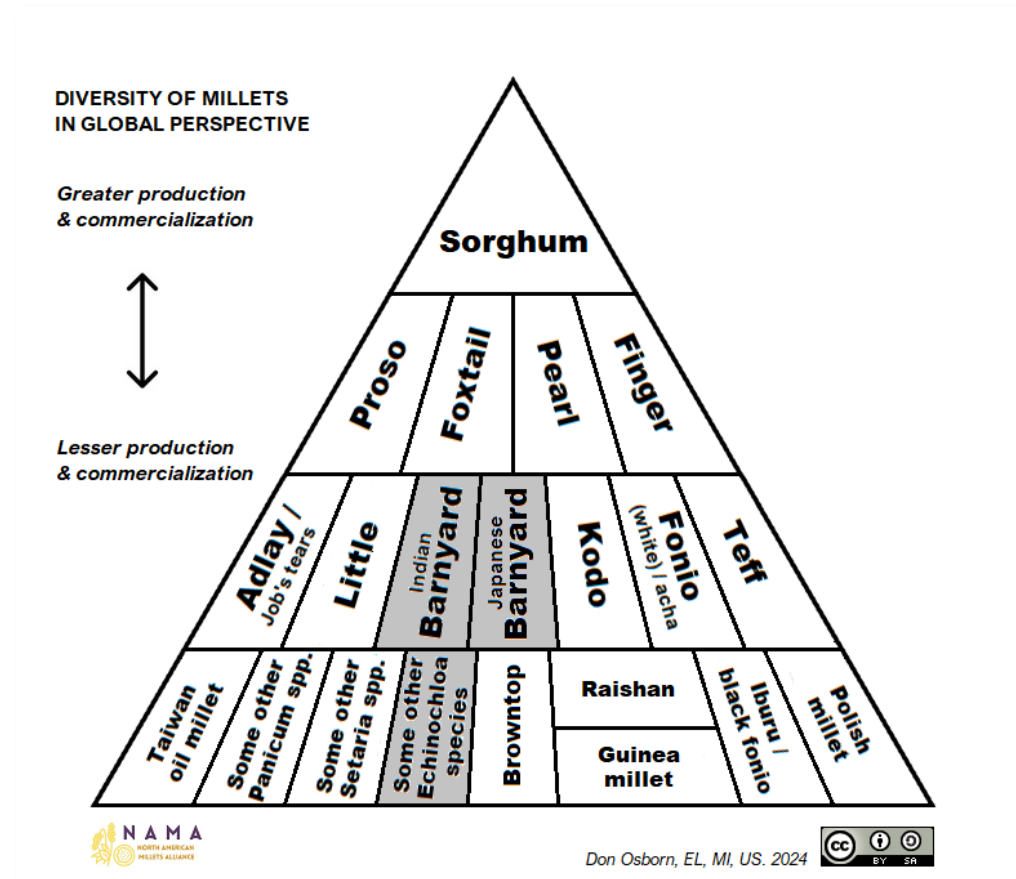 DIVERSITY OF MILLETS
IN GLOBAL PERSPECTIVE
Greater production
& commercialization
Lesser production
& commercialization
Sorghum
Proso
Foxtail
Pearl
Finger
Adlay /
Job's tears
Little
Indian
Barnyard
Japanese
Barnyard
Kodo
Fonio
(white) / acha
Teff
Taiwan
oil millet
Some other
Panicum spp.
Some other
Setaria spp.
Some other
Echinochloa
species
Browntop
Raishan
Guinea
millet
Iburu /
black fonio
Polish
millet
NAMA
NORTH AMERICAN
MILLETS ALLIANCE
Don Osborn, EL, MI, US. 2024
cc
BY SA